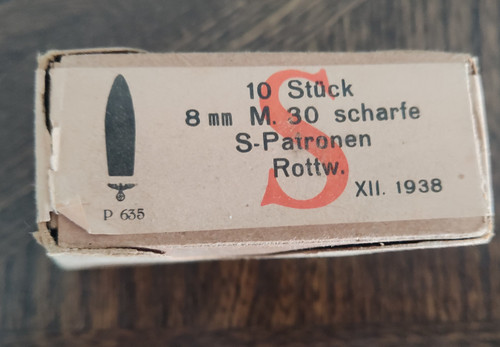 10 Stück
8 mm M. 30 scharfe
S-Patronen
Rottw.
XII. 1938
S
P 635